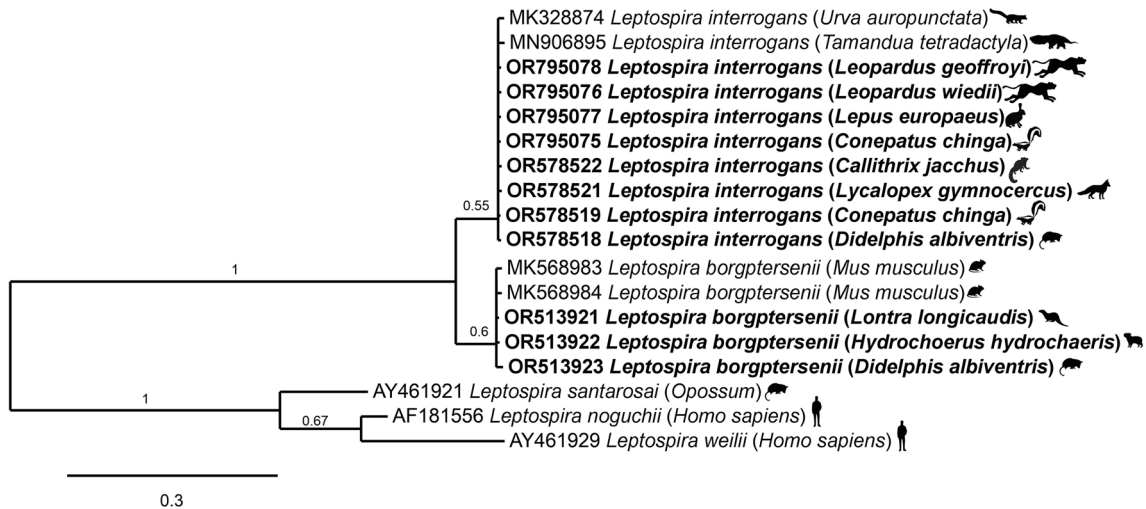 MK328874 Leptospira interrogans (Urva auropunctata)
MN906895 Leptospira interrogans (Tamandua tetradactyla)
OR795078 Leptospira interrogans (Leopardus geoffroyi)
OR795076 Leptospira interrogans (Leopardus wiedii)
OR795077 Leptospira interrogans (Lepus europaeus)
OR795075 Leptospira interrogans (Conepatus chinga)
OR578522 Leptospira interrogans (Callithrix jacchus)
OR578521 Leptospira interrogans (Lycalopex gymnocercus)
0.55
OR578519 Leptospira interrogans (Conepatus chinga)
OR578518 Leptospira interrogans (Didelphis albiventris)
1
MK568983 Leptospira borgptersenii (Mus musculus)
MK568984 Leptospira borgptersenii (Mus musculus)
OR513921 Leptospira borgptersenii (Lontra longicaudis)
0.6
OR513922 Leptospira borgptersenii (Hydrochoerus hydrochaeris)
OR513923 Leptospira borgptersenii (Didelphis albiventris)
AY461921 Leptospira santarosai (Opossum)
1
AF181556 Leptospira noguchii (Homo sapiens)
0.67
AY461929 Leptospira weilii (Homo sapiens)
0.3